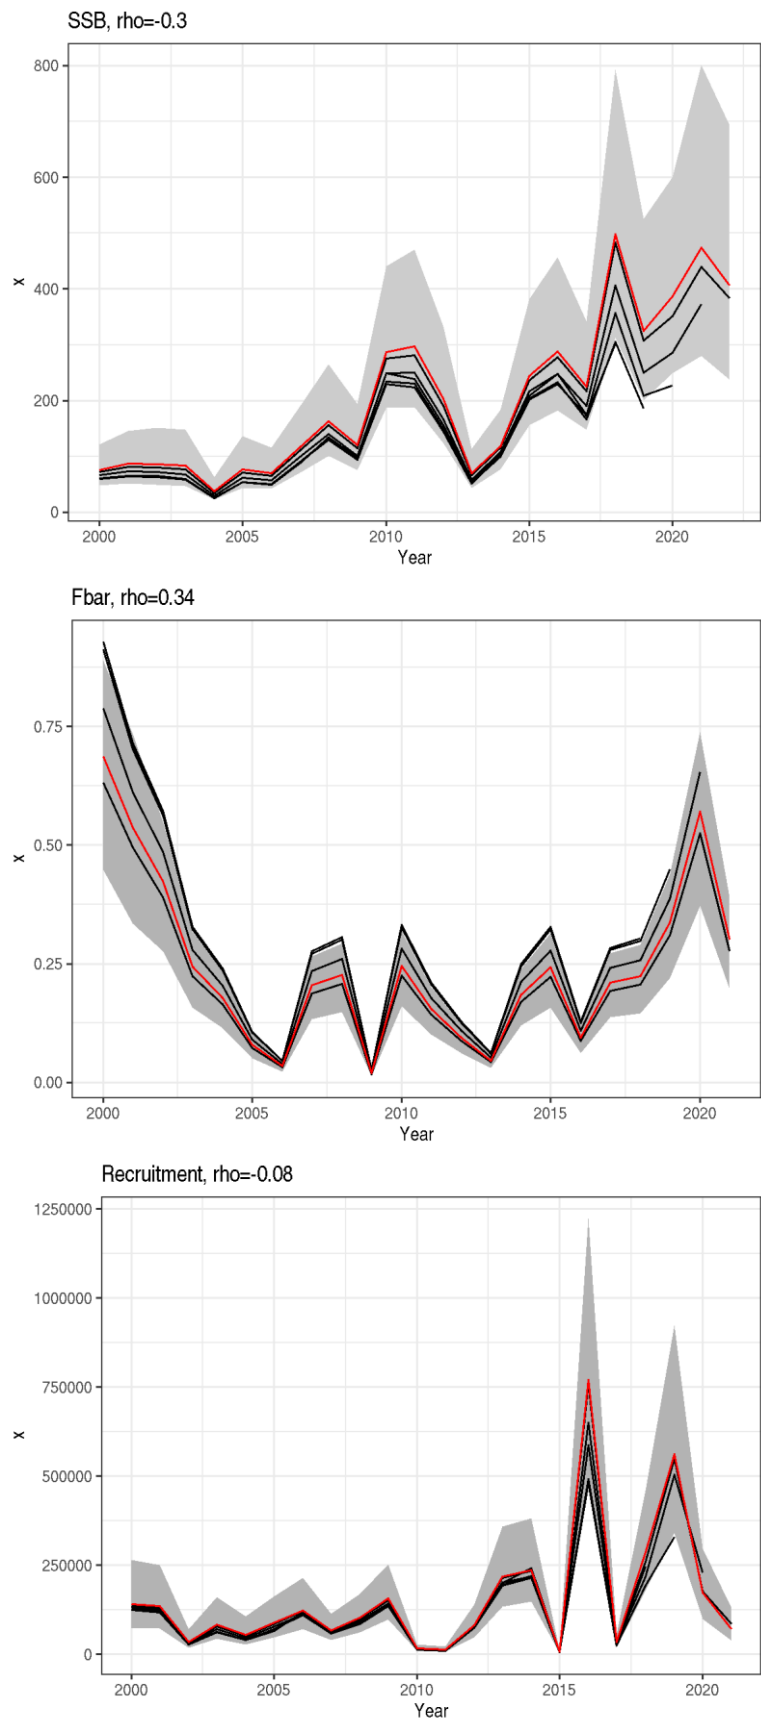 SSB, rho=-0.3
800
600
400
200
0
x
2000 2005 2010 2015 2020
Year
Fbar, rho=0.34
0.75
0.50
0.25
0.00
x
2000 2005 2010 2015 2020
Year
Recruitment, rho=-0.08
1250000
1000000
750000
500000
250000
0
x
2000 2005 2010 2015 2020
Year